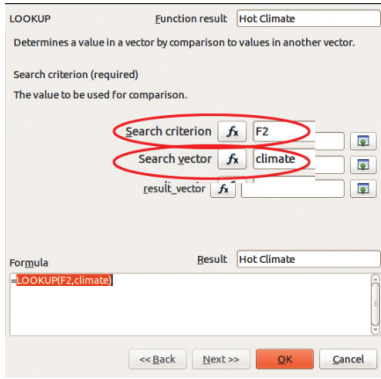 LOOKUP Function result Hot Climate
Determines a value in a vector by comparison to values in another vector.
Search criterion (required)
The value to be used for comparison.
Search criterion fx F2
Search vector fx climate
result_vector fx
Formula Result Hot Climate
=LOOKUP(F2,climate)
<< Back Next >> OK Cancel